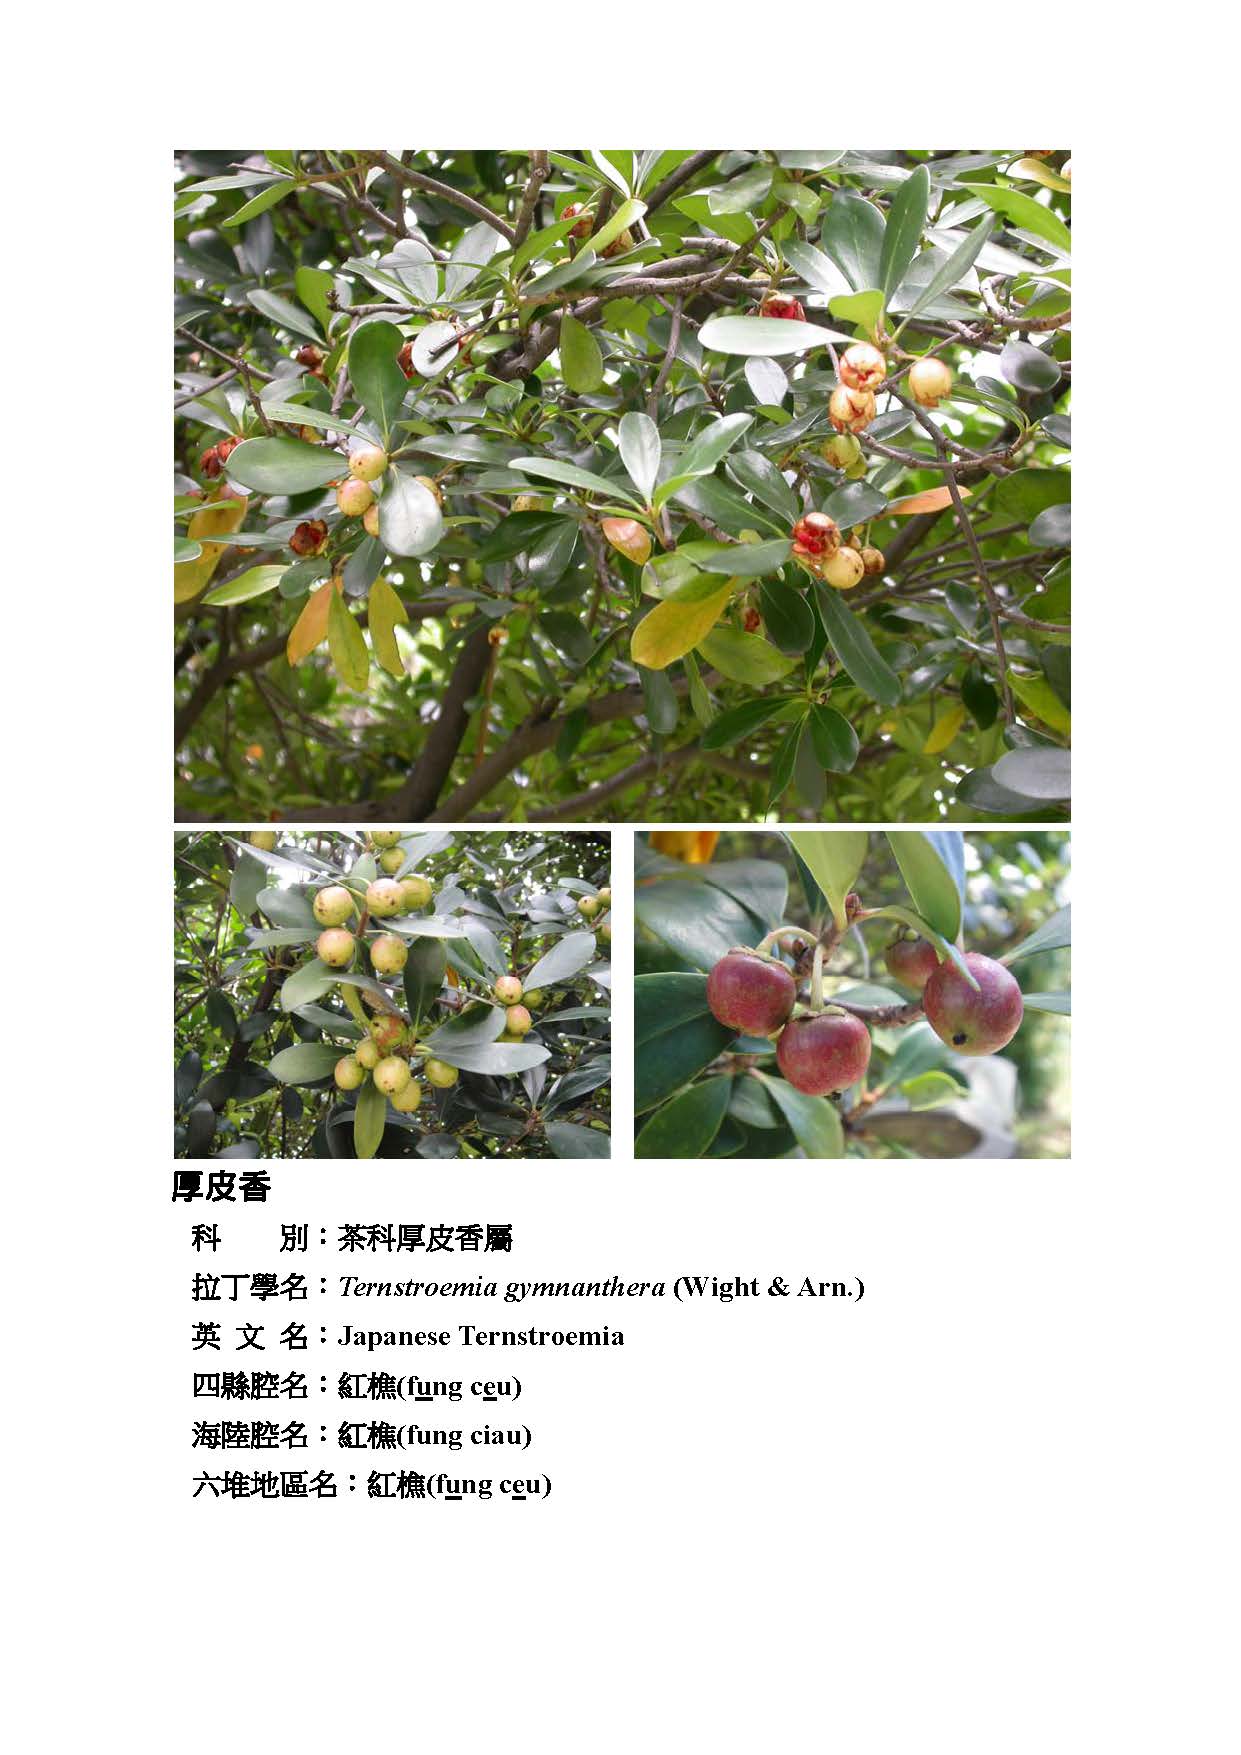 厚皮香
科　　別：茶科厚皮香屬
拉丁學名：Ternstroemia gymnanthera (Wight & Arn.)
英 文 名：Japanese Ternstroemia
四縣腔名：紅樵(fung ceu)
海陸腔名：紅樵(fung ciau)
六堆地區名：紅樵(fung ceu)